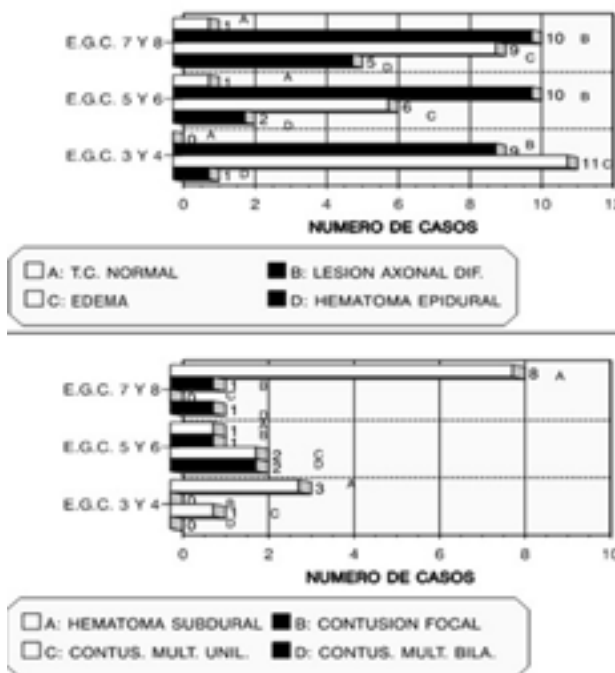 E.G.C. 7 Y 8
1 A
10 B
9 C
5 D
E.G.C. 5 Y 6
1 A
10 B
6 C
2 D
E.G.C. 3 Y 4
0 A
9 B
11 C
1 D
0 2 4 6 8 10 12
NUMERO DE CASOS
A: T.C. NORMAL B: LESION AXONAL DIF.
C: EDEMA D: HEMATOMA EPIDURAL
E.G.C. 7 Y 8
8 A
1 B
0 C
1 D
E.G.C. 5 Y 6
1
1 B
2 C
2 D
E.G.C. 3 Y 4
3 A
0 B
1 C
0 D
0 2 4 6 8 10
NUMERO DE CASOS
A: HEMATOMA SUBDURAL B: CONTUSION FOCAL
C: CONTUS. MULT. UNIL. D: CONTUS. MULT. BILA.